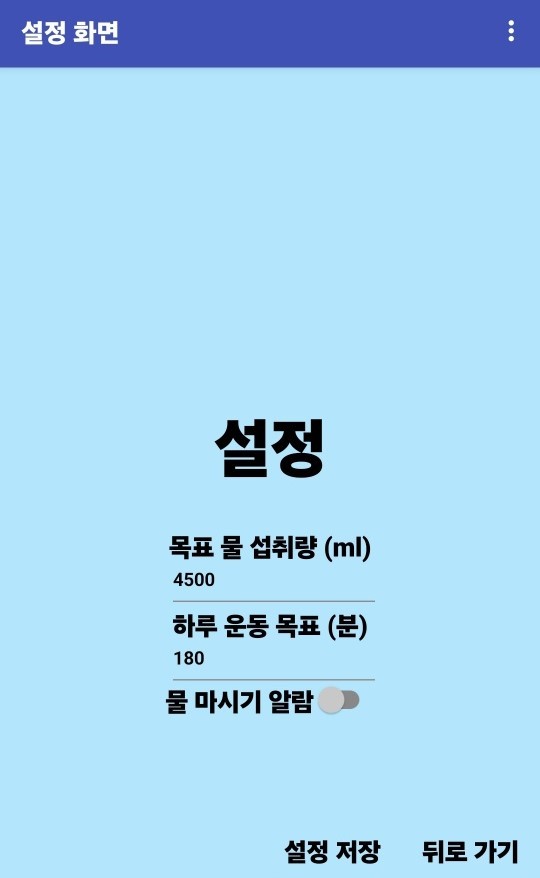 설정 화면
설정
목표 물 섭취량 (ml)
4500
하루 운동 목표 (분)
180
물 마시기 알람
설정 저장 뒤로 가기